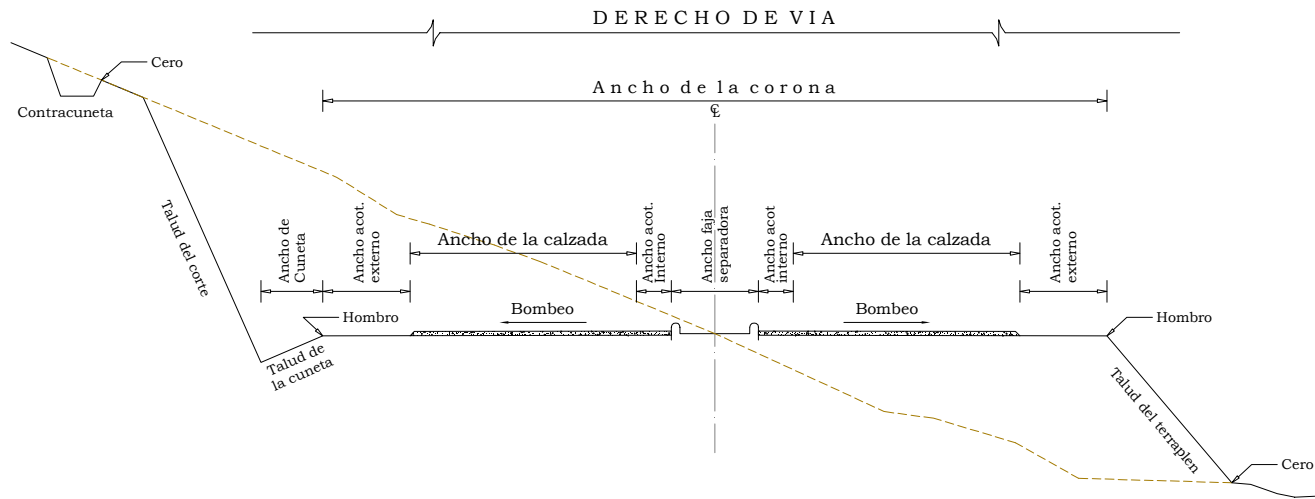 DERECHO DE VIA
Cero
Contracuneta
Ancho de la corona
℄
Talud del corte
Ancho de
Cuneta
Ancho acot.
externo
Ancho de la calzada
Ancho acot.
Interno
Ancho faja
separadora
Ancho acot
interno
Ancho de la calzada
Ancho acot.
externo
Hombro
Bombeo
Bombeo
Hombro
Talud de
la cuneta
Talud del terraplen
Cero